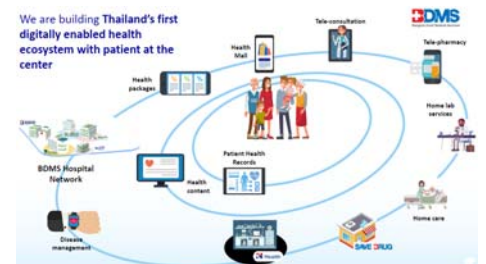 We are building Thailand's first
digitally enabled health
ecosystem with patient at the
center
BDMS
Tele-consultation
Health
Mall
Tele-pharmacy
Health
packages
Home lab
services
BDMS Hospital
Network
Patient Health
Records
Health
content
Home care
Disease
management
SAVE DRUG